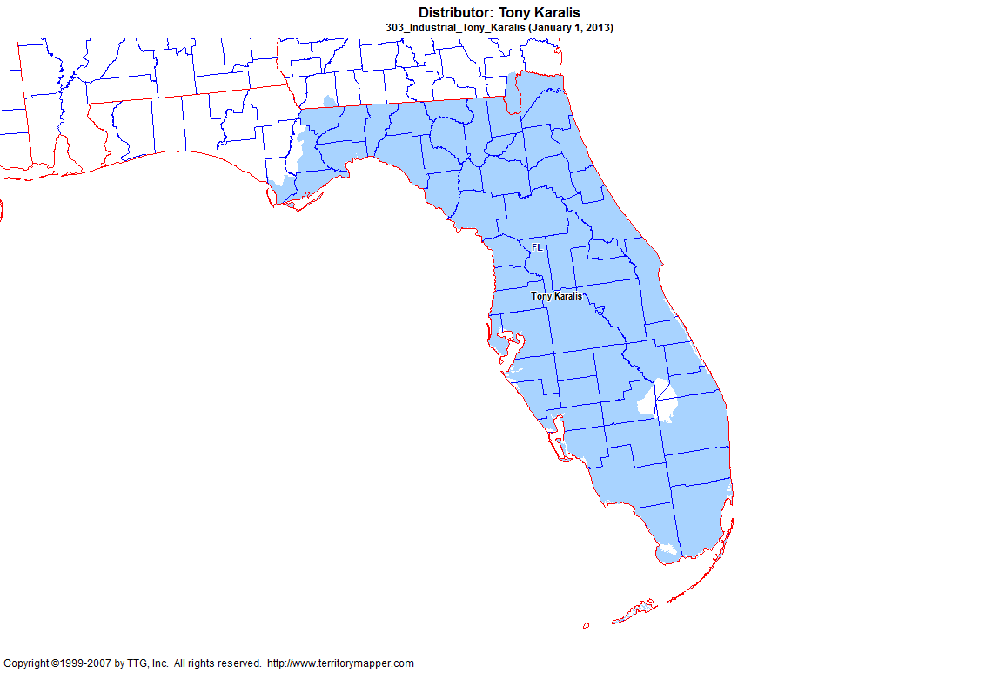 Distributor: Tony Karalis
303_Industrial_Tony_Karalis (January 1, 2013)
FL
Tony Karalis
Copyright ©1999-2007 by TTG, Inc.  All rights reserved.  http://www.territorymapper.com